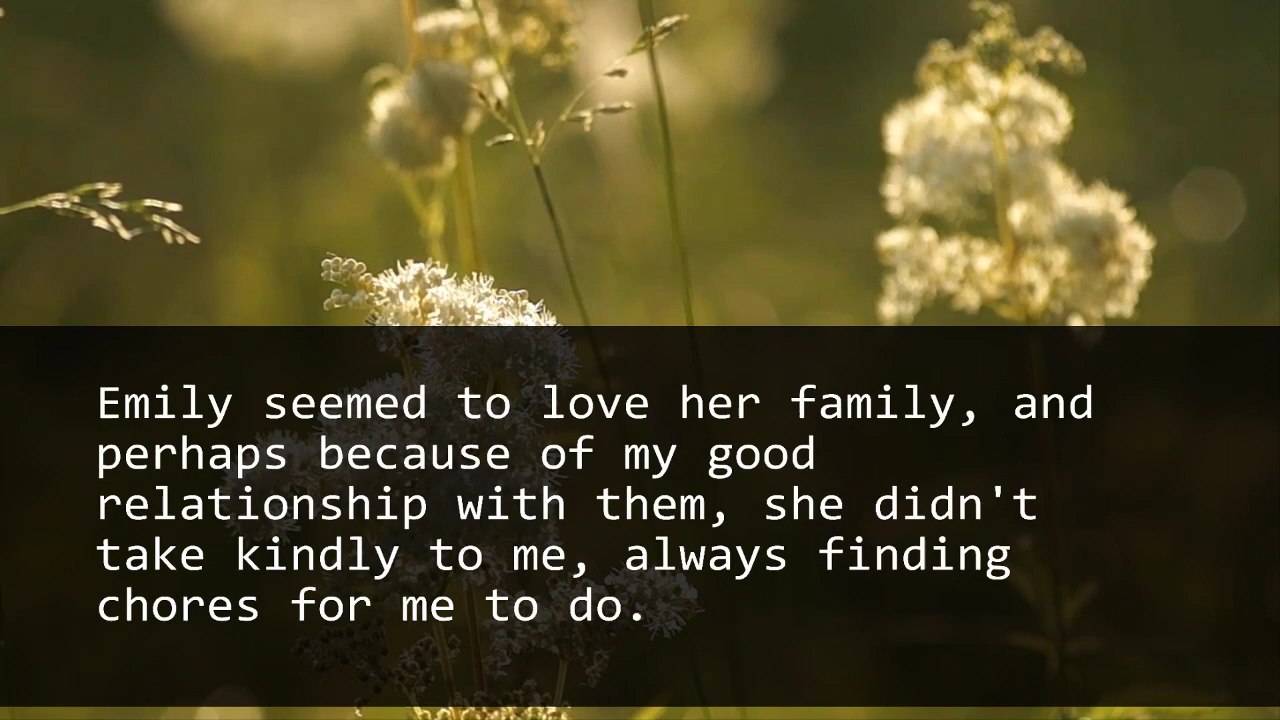 Emily seemed to love her family, and
perhaps because of my good
relationship with them, she didn't
take kindly to me, always finding
chores for me to do.